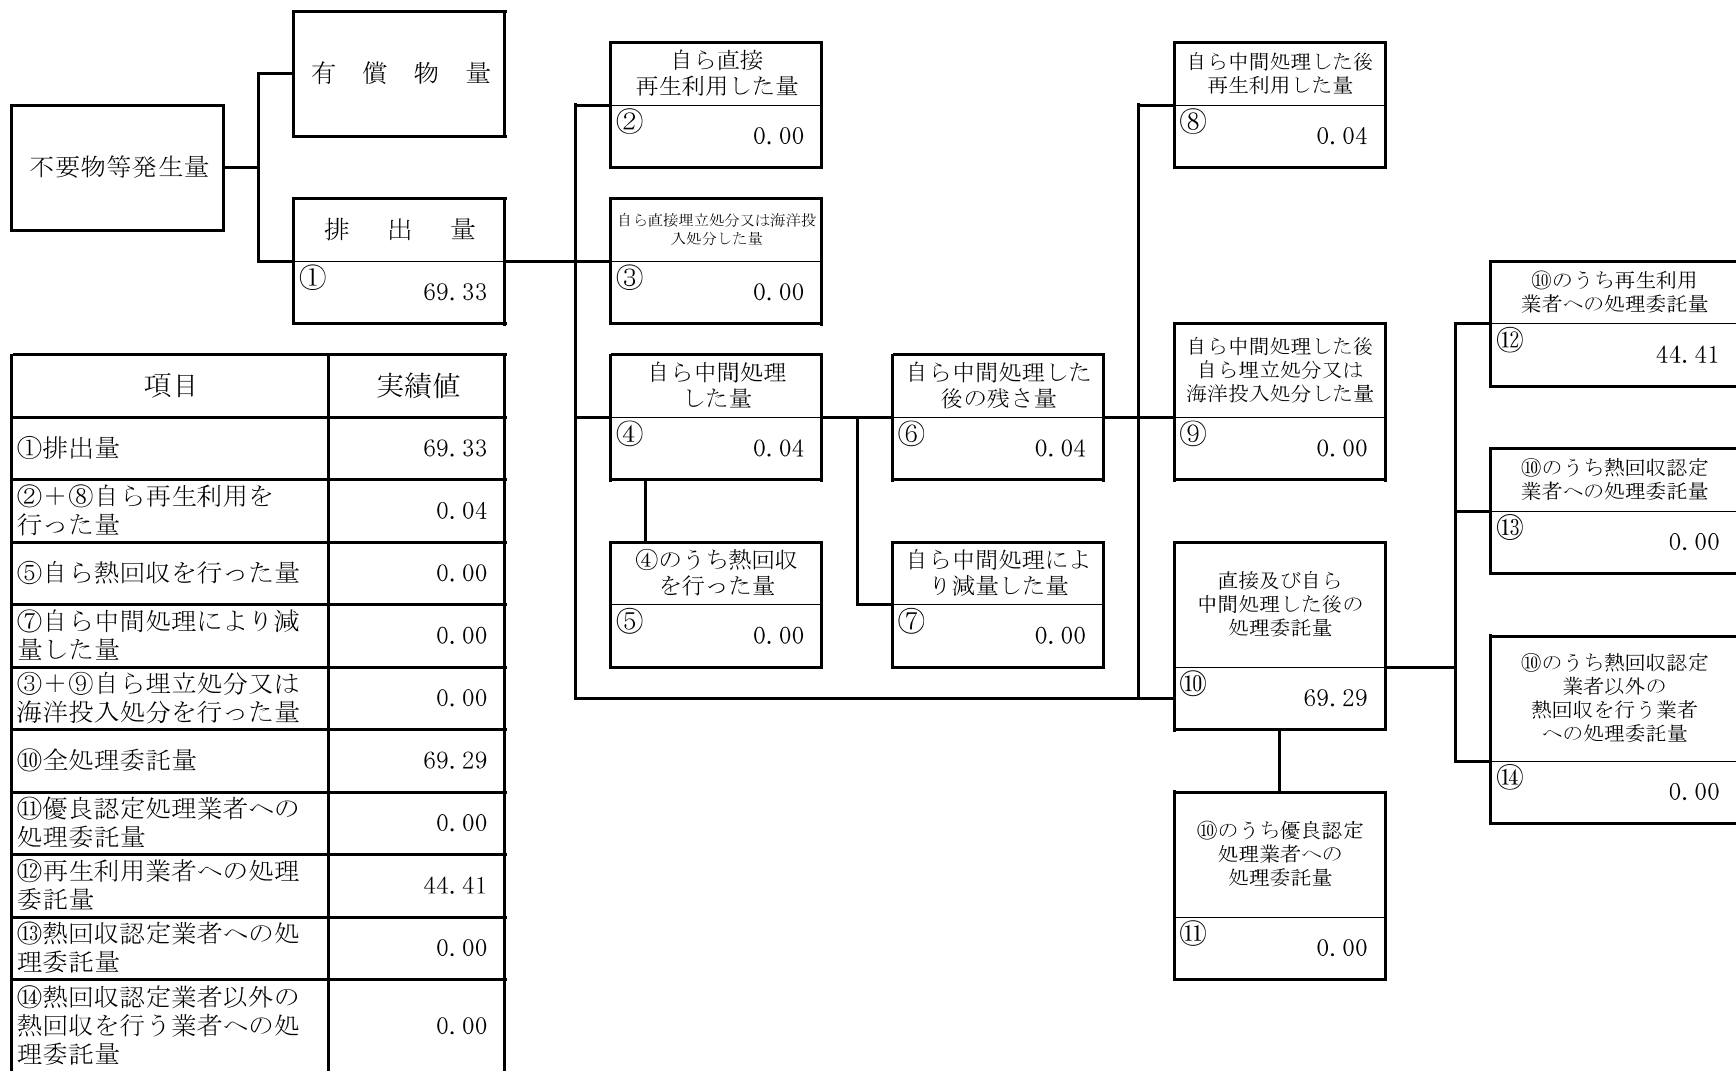 不要物等発生量
有　償　物　量
排　出　量
①
69.33
自ら直接
再生利用した量
②
0.00
自ら直接埋立処分又は海洋投
入処分した量
③
0.00
自ら中間処理
した量
④
0.04
④のうち熱回収
を行った量
⑤
0.00
自ら中間処理した
後の残さ量
⑥
0.04
自ら中間処理によ
り減量した量
⑦
0.00
自ら中間処理した後
再生利用した量
⑧
0.04
自ら中間処理した後
自ら埋立処分又は
海洋投入処分した量
⑨
0.00
直接及び自ら
中間処理した後の
処理委託量
⑩
69.29
⑩のうち優良認定
処理業者への
処理委託量
⑪
0.00
⑩のうち再生利用
業者への処理委託量
⑫
44.41
⑩のうち熱回収認定
業者への処理委託量
⑬
0.00
⑩のうち熱回収認定
業者以外の
熱回収を行う業者
への処理委託量
⑭
0.00
項目 実績値
①排出量 69.33
②＋⑧自ら再生利用を
行った量 0.04
⑤自ら熱回収を行った量 0.00
⑦自ら中間処理により減
量した量 0.00
③＋⑨自ら埋立処分又は
海洋投入処分を行った量 0.00
⑩全処理委託量 69.29
⑪優良認定処理業者への
処理委託量 0.00
⑫再生利用業者への処理
委託量 44.41
⑬熱回収認定業者への処
理委託量 0.00
⑭熱回収認定業者以外の
熱回収を行う業者への処 0.00
理委託量